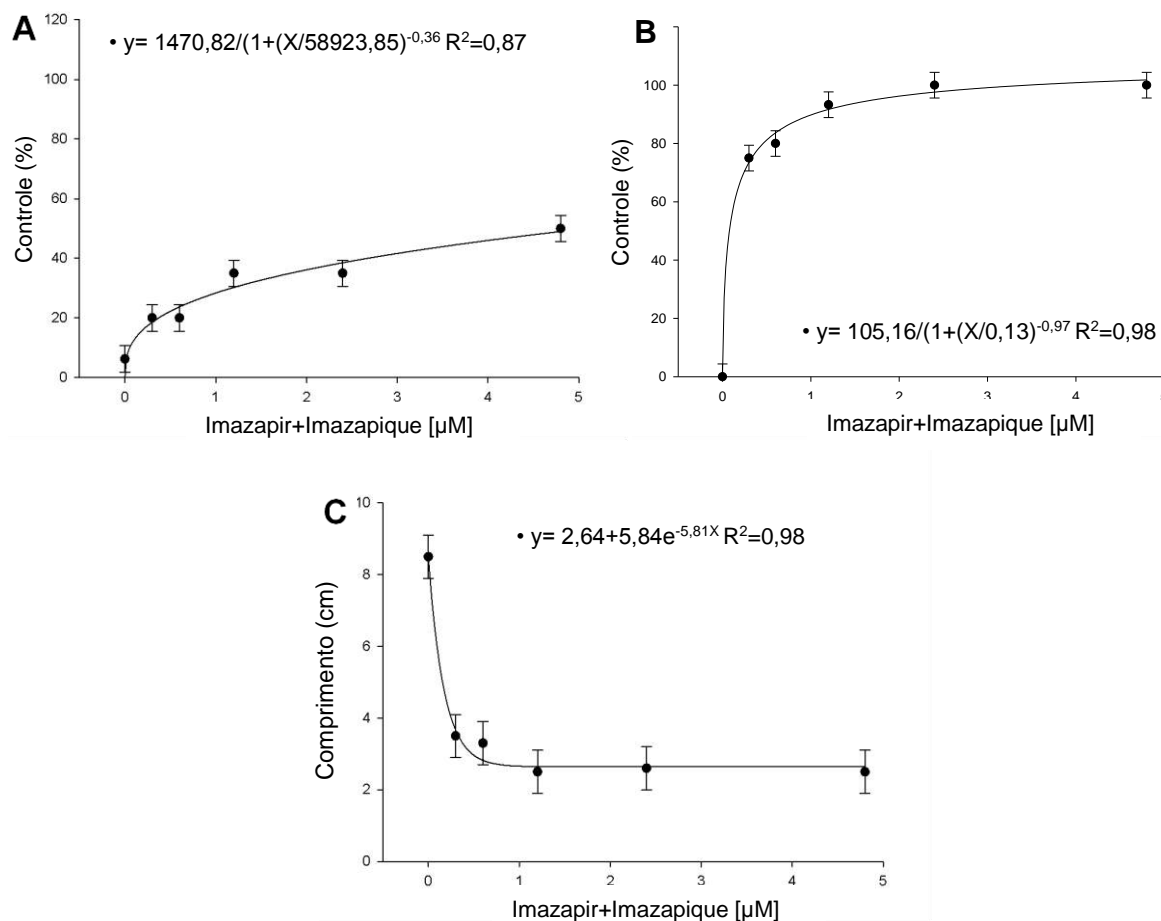 A
• y= 1470,82/(1+(X/58923,85)-0,36 R2=0,87
Controle (%)
120
100
80
60
40
20
0
0 1 2 3 4 5
Imazapir+Imazapique [µM]
B
Controle (%)
100
80
60
40
20
0
• y= 105,16/(1+(X/0,13)-0,97 R2=0,98
0 1 2 3 4
Imazapir+Imazapique [µM]
C
• y= 2,64+5,84e-5,81X R2=0,98
Comprimento (cm)
10
8
6
4
2
0
0 1 2 3 4 5
Imazapir+Imazapique [µM]